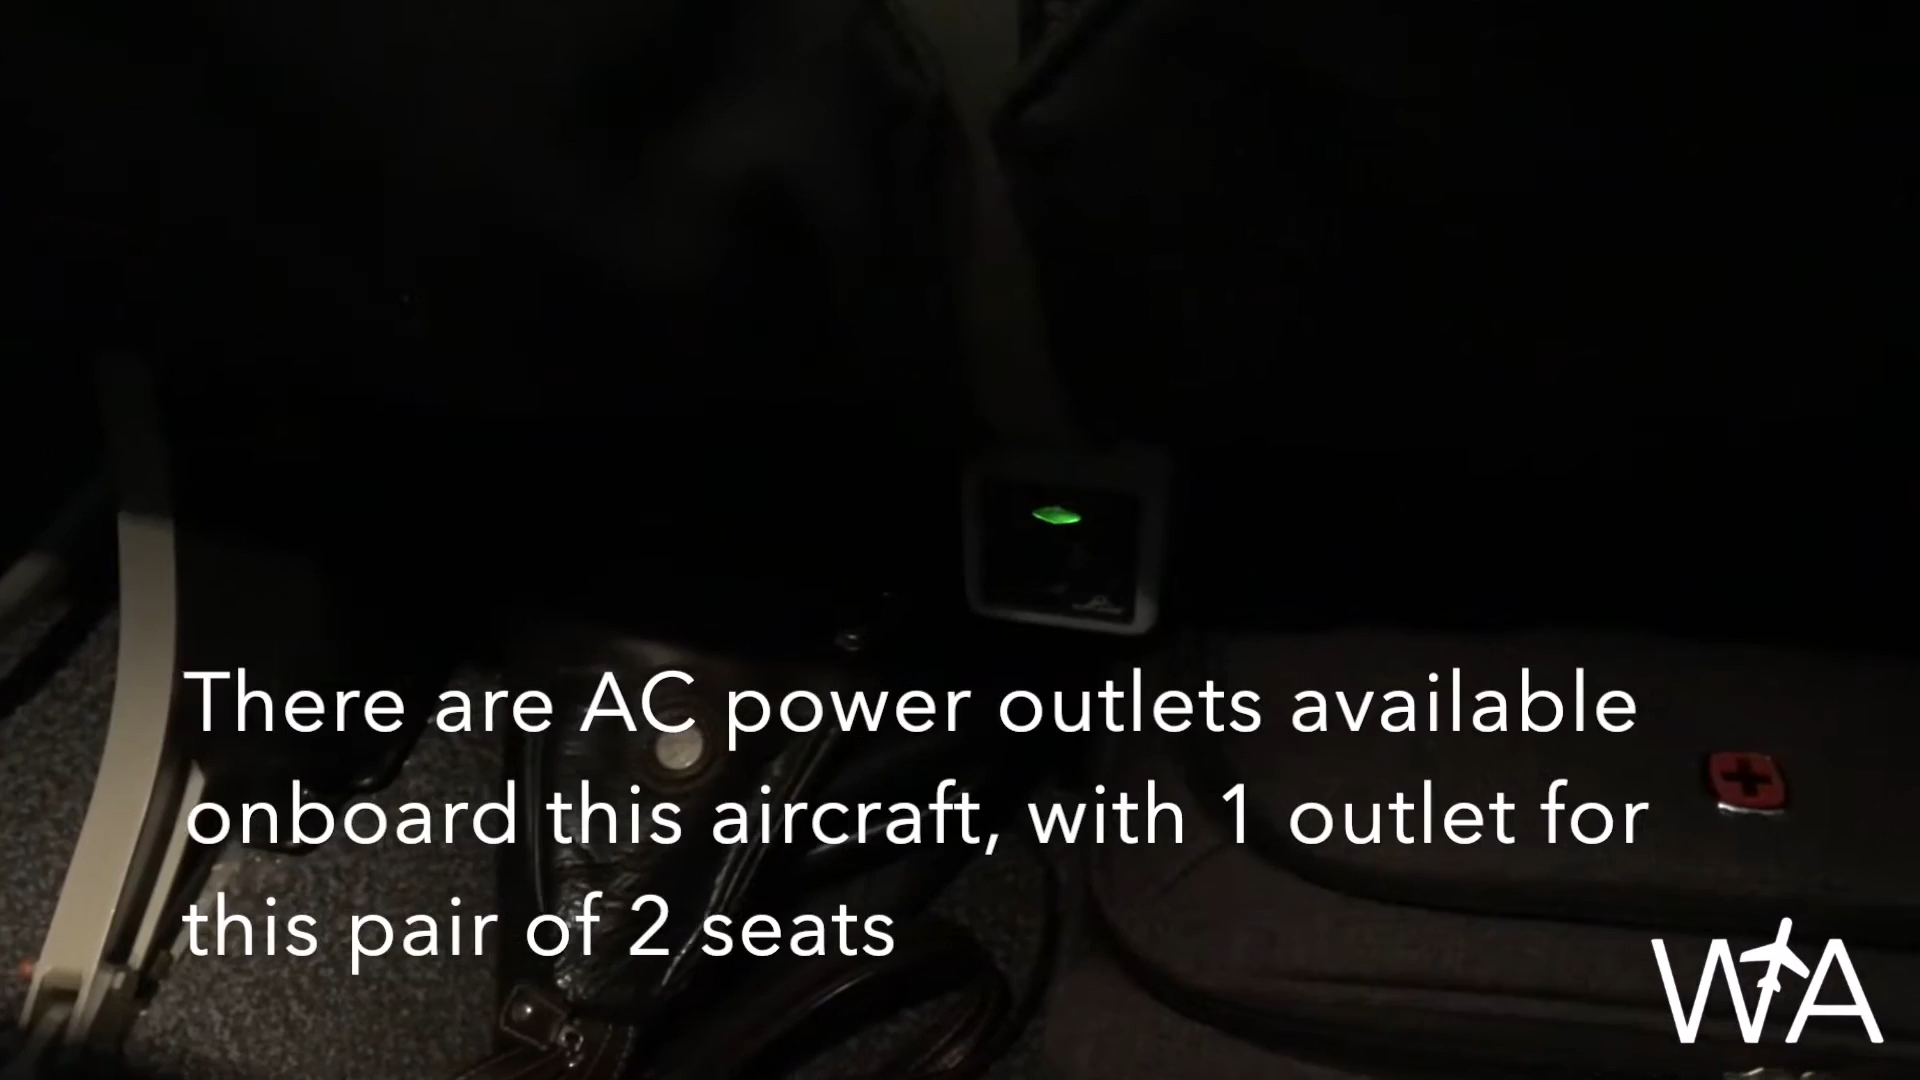 There are AC power outlets available
onboard this aircraft, with 1 outlet for
this pair of 2 seats
WA